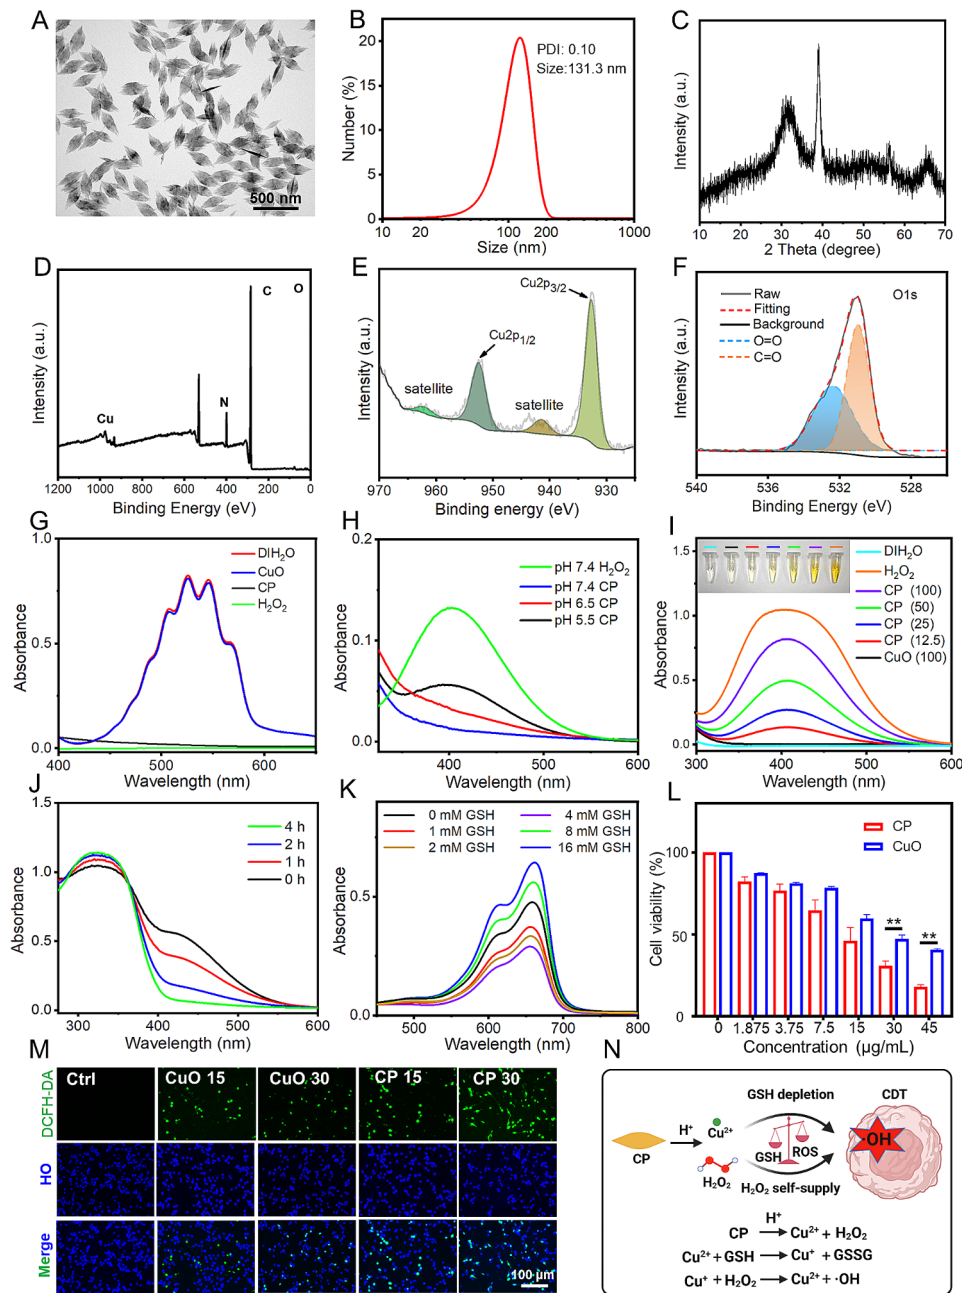 A
500 nm
B
PDI: 0.10
Size:131.3 nm
Number (%)
20
15
10
5
0
10 20 100 200 1000
Size (nm)
C
Intensity (a.u.)
10 20 30 40 50 60 70
2 Theta (degree)
D
C O
Cu
N
Intensity (a.u.)
1200 1000 800 600 400 200 0
Binding Energy (eV)
E
Cu2p3/2
Cu2p1/2
satellite
satellite
Intensity (a.u.)
970 960 950 940 930
Binding energy (eV)
F
O1s
Raw
Fitting
Background
O=O
C=O
Intensity (a.u.)
540 536 532 528
Binding Energy (eV)
G
DIH₂O
CuO
CP
H₂O₂
Absorbance
1.0
0.5
0.0
400 450 500 550 600
Wavelength (nm)
H
pH 7.4 H₂O₂
pH 7.4 CP
pH 6.5 CP
pH 5.5 CP
Absorbance
0.2
0.1
0.0
400 500 600
Wavelength (nm)
I
DIH₂O
H₂O₂
CP (100)
CP (50)
CP (25)
CP (12.5)
CuO (100)
Absorbance
1.5
1.0
0.5
0.0
300 400 500 600
Wavelength (nm)
J
4 h
2 h
1 h
0 h
Absorbance
1.5
1.0
0.5
0.0
300 400 500 600
Wavelength (nm)
K
0 mM GSH
1 mM GSH
2 mM GSH
4 mM GSH
8 mM GSH
16 mM GSH
Absorbance
0.5
0.0
500 600 700 800
Wavelength (nm)
L
CP
CuO
**
**
Cell viability (%)
100
50
0
0 1.875 3.75 7.5 15 30 45
Concentration (μg/mL)
M
Ctrl CuO 15 CuO 30 CP 15 CP 30
DCFH-DA
HO
Merge
100 μm
N
GSH depletion
CDT
H⁺
Cu²⁺
·OH
CP
GSH ROS
H₂O₂
H₂O₂ self-supply
H⁺
CP → Cu²⁺ + H₂O₂
Cu²⁺ + GSH → Cu⁺ + GSSG
Cu⁺ + H₂O₂ → Cu²⁺ + ·OH